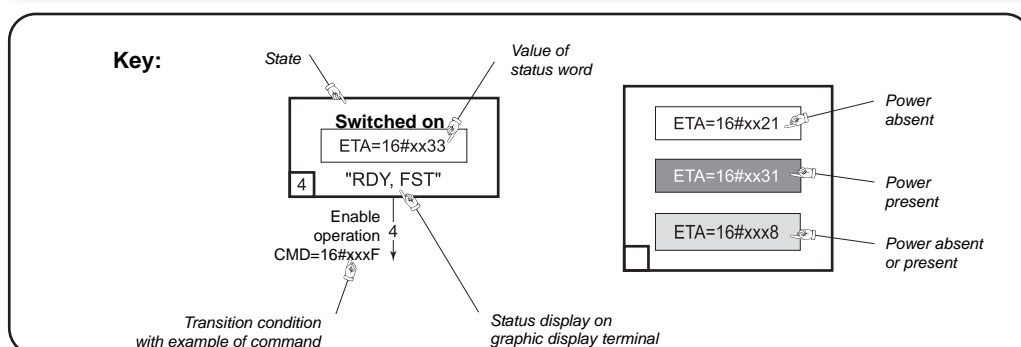 Key:
State
Value of
status word
Switched on
ETA=16#xx33
4
"RDY, FST"
Enable
operation
4
CMD=16#xxxF
Transition condition
with example of command
Status display on
graphic display terminal
ETA=16#xx21
Power
absent
ETA=16#xx31
Power
present
ETA=16#xxx8
Power absent
or present